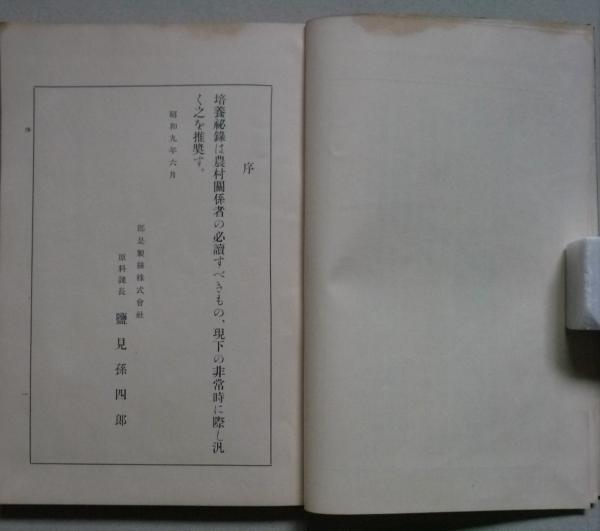 序
培養祕錄は農村關係者の必讀すべきもの、現下の非常時に際し汎
く之を推奬す。
昭和九年六月
郡是製絲株式會社
原料課長 鹽見孫四郎
序
一